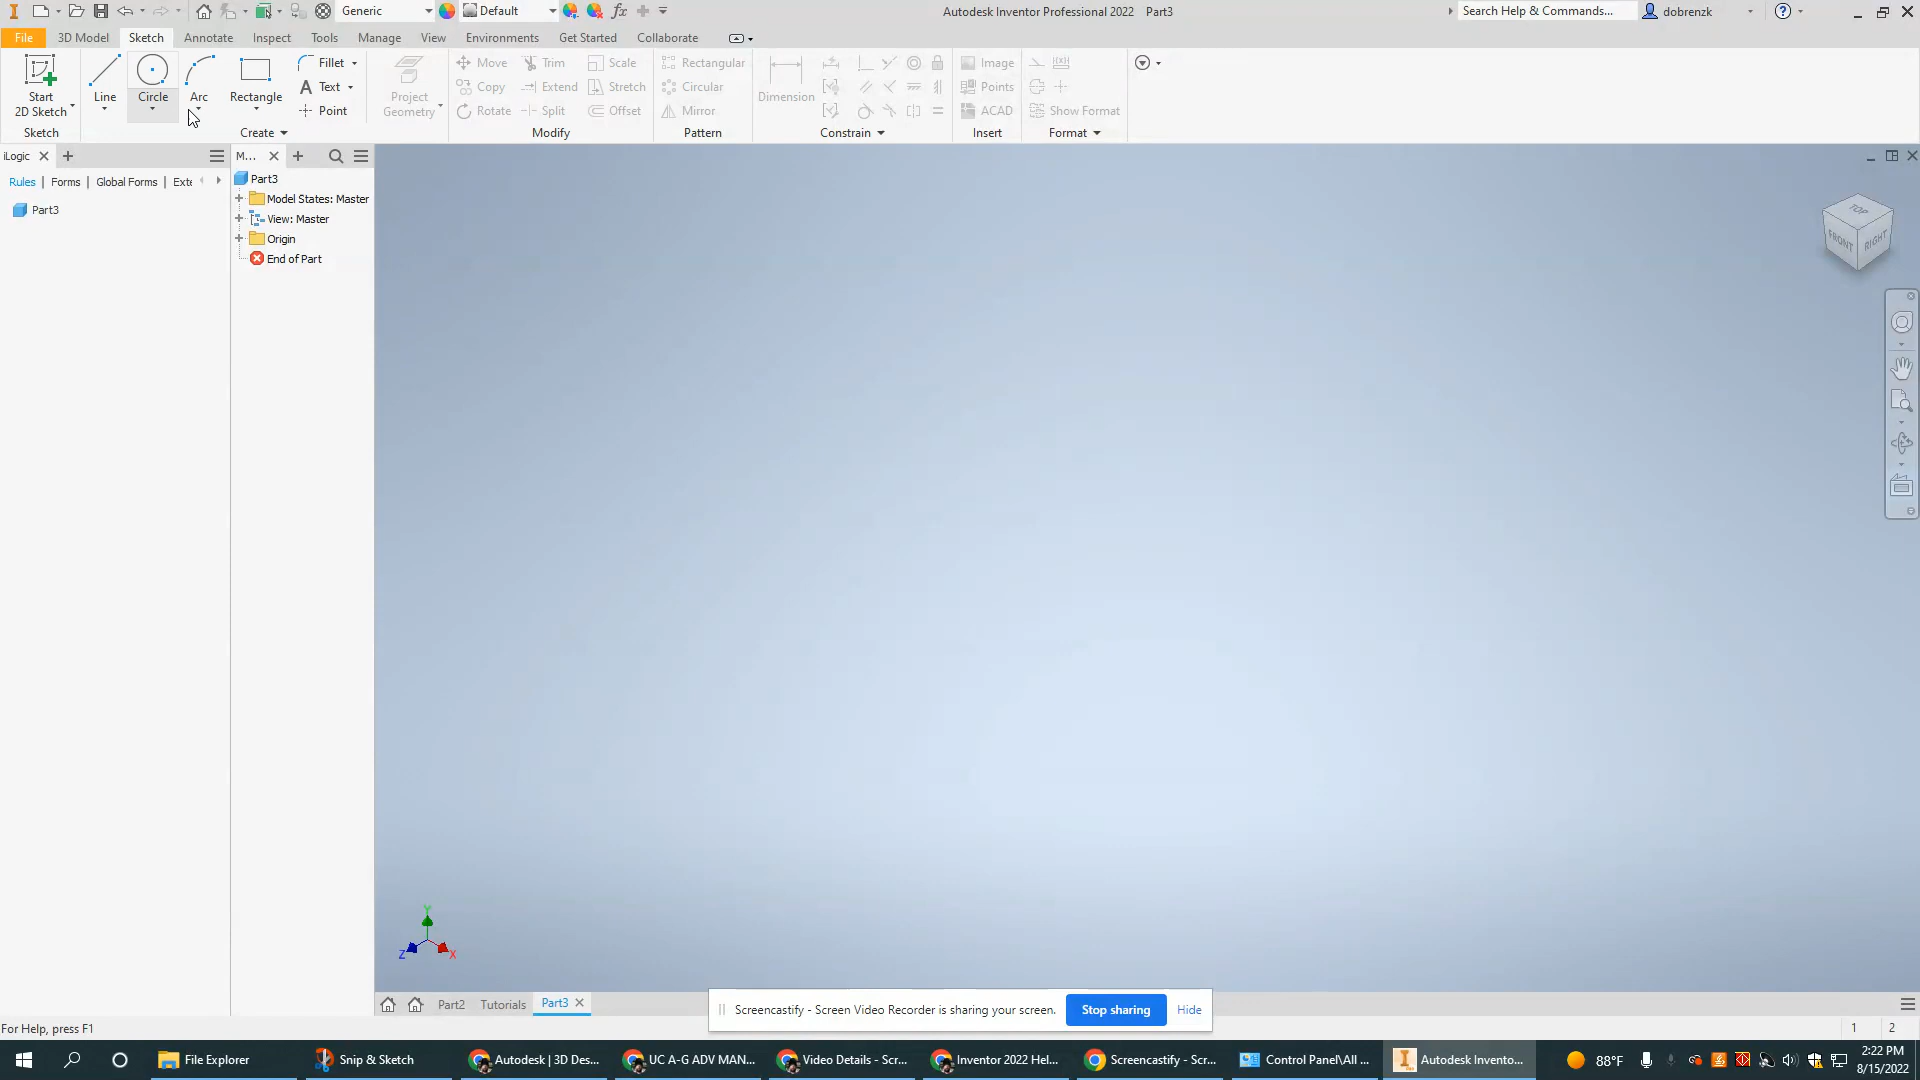 Generic
Default
fx
Autodesk Inventor Professional 2022 Part3
Search Help & Commands...
dobrenzk
File 3D Model Sketch Annotate Inspect Tools Manage View Environments Get Started Collaborate
Start
2D Sketch
Line
Circle
Arc
Rectangle
Fillet
Text
Point
Project
Geometry
Move Trim Scale
Copy Extend Stretch
Rotate Split Offset
Rectangular
Circular
Mirror
Dimension
Image
Points
ACAD
Show Format
Sketch Create Modify Pattern Constrain Insert Format
iLogic
M...
Rules | Forms | Global Forms | Exte
Part3
Part3
Model States: Master
View: Master
Origin
End of Part
TOP
FRONT RIGHT
Y
Z X
Part2 Tutorials Part3
Screencastify - Screen Video Recorder is sharing your screen. Stop sharing Hide
For Help, press F1
1 2
File Explorer
Snip & Sketch
Autodesk | 3D Des...
UC A-G ADV MAN...
Video Details - Scr...
Inventor 2022 Hel...
Screencastify - Scr...
Control Panel\All ...
Autodesk Invento...
88°F
2:22 PM
8/15/2022